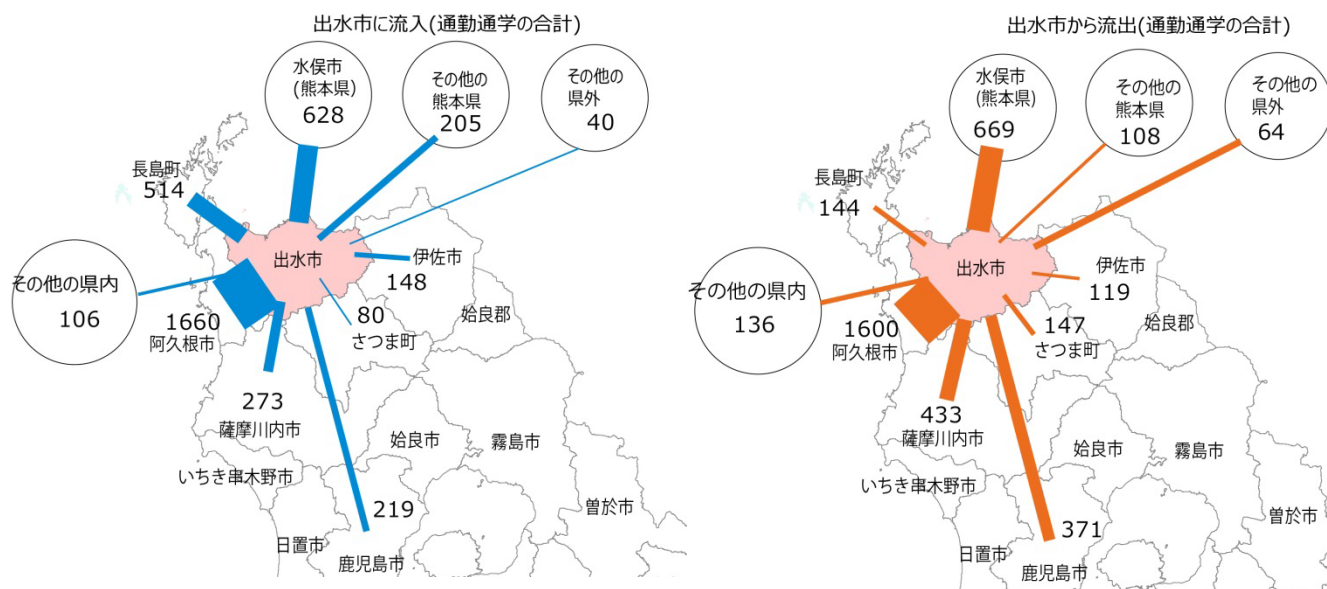 出水市に流入(通勤通学の合計)
水俣市
(熊本県)
628
その他の
熊本県
205
その他の
県外
40
長島町
514
出水市
伊佐市
148
その他の県内
106
1660
阿久根市
80
さつま町
姶良郡
273
薩摩川内市
姶良市
霧島市
いちき串木野市
219
曽於市
日置市
鹿児島市
出水市から流出(通勤通学の合計)
水俣市
(熊本県)
669
その他の
熊本県
108
その他の
県外
64
長島町
144
出水市
伊佐市
119
その他の県内
136
1600
阿久根市
147
さつま町
姶良郡
433
薩摩川内市
姶良市
霧島市
いちき串木野市
371
曽於市
日置市
鹿児島市